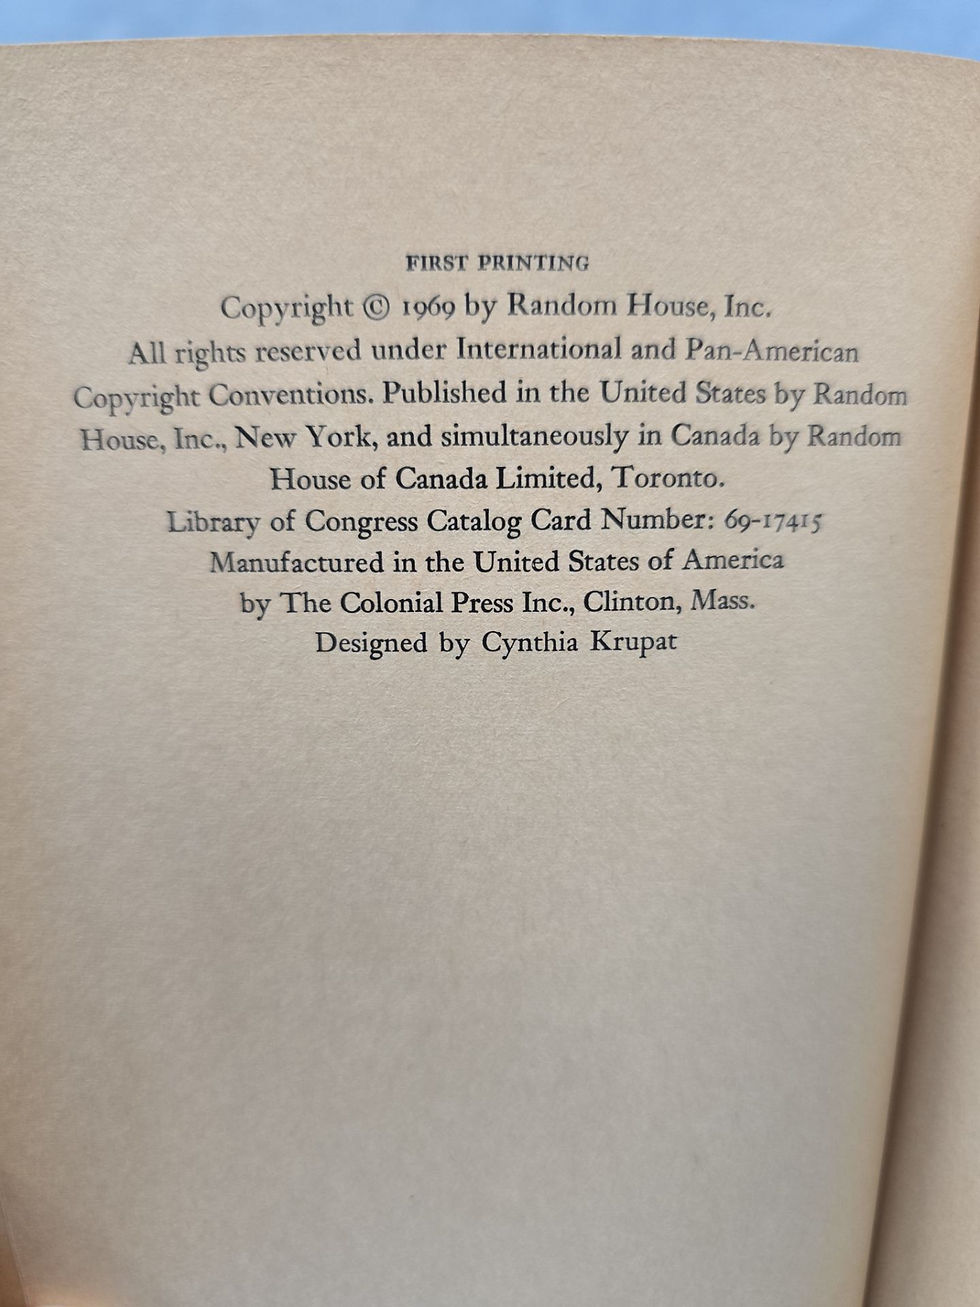 FIRST PRINTING
Copyright © 1969 by Random House, Inc.
All rights reserved under International and Pan-American
Copyright Conventions. Published in the United States by Random
House, Inc., New York, and simultaneously in Canada by Random
House of Canada Limited, Toronto.
Library of Congress Catalog Card Number: 69-17415
Manufactured in the United States of America
by The Colonial Press Inc., Clinton, Mass.
Designed by Cynthia Krupat